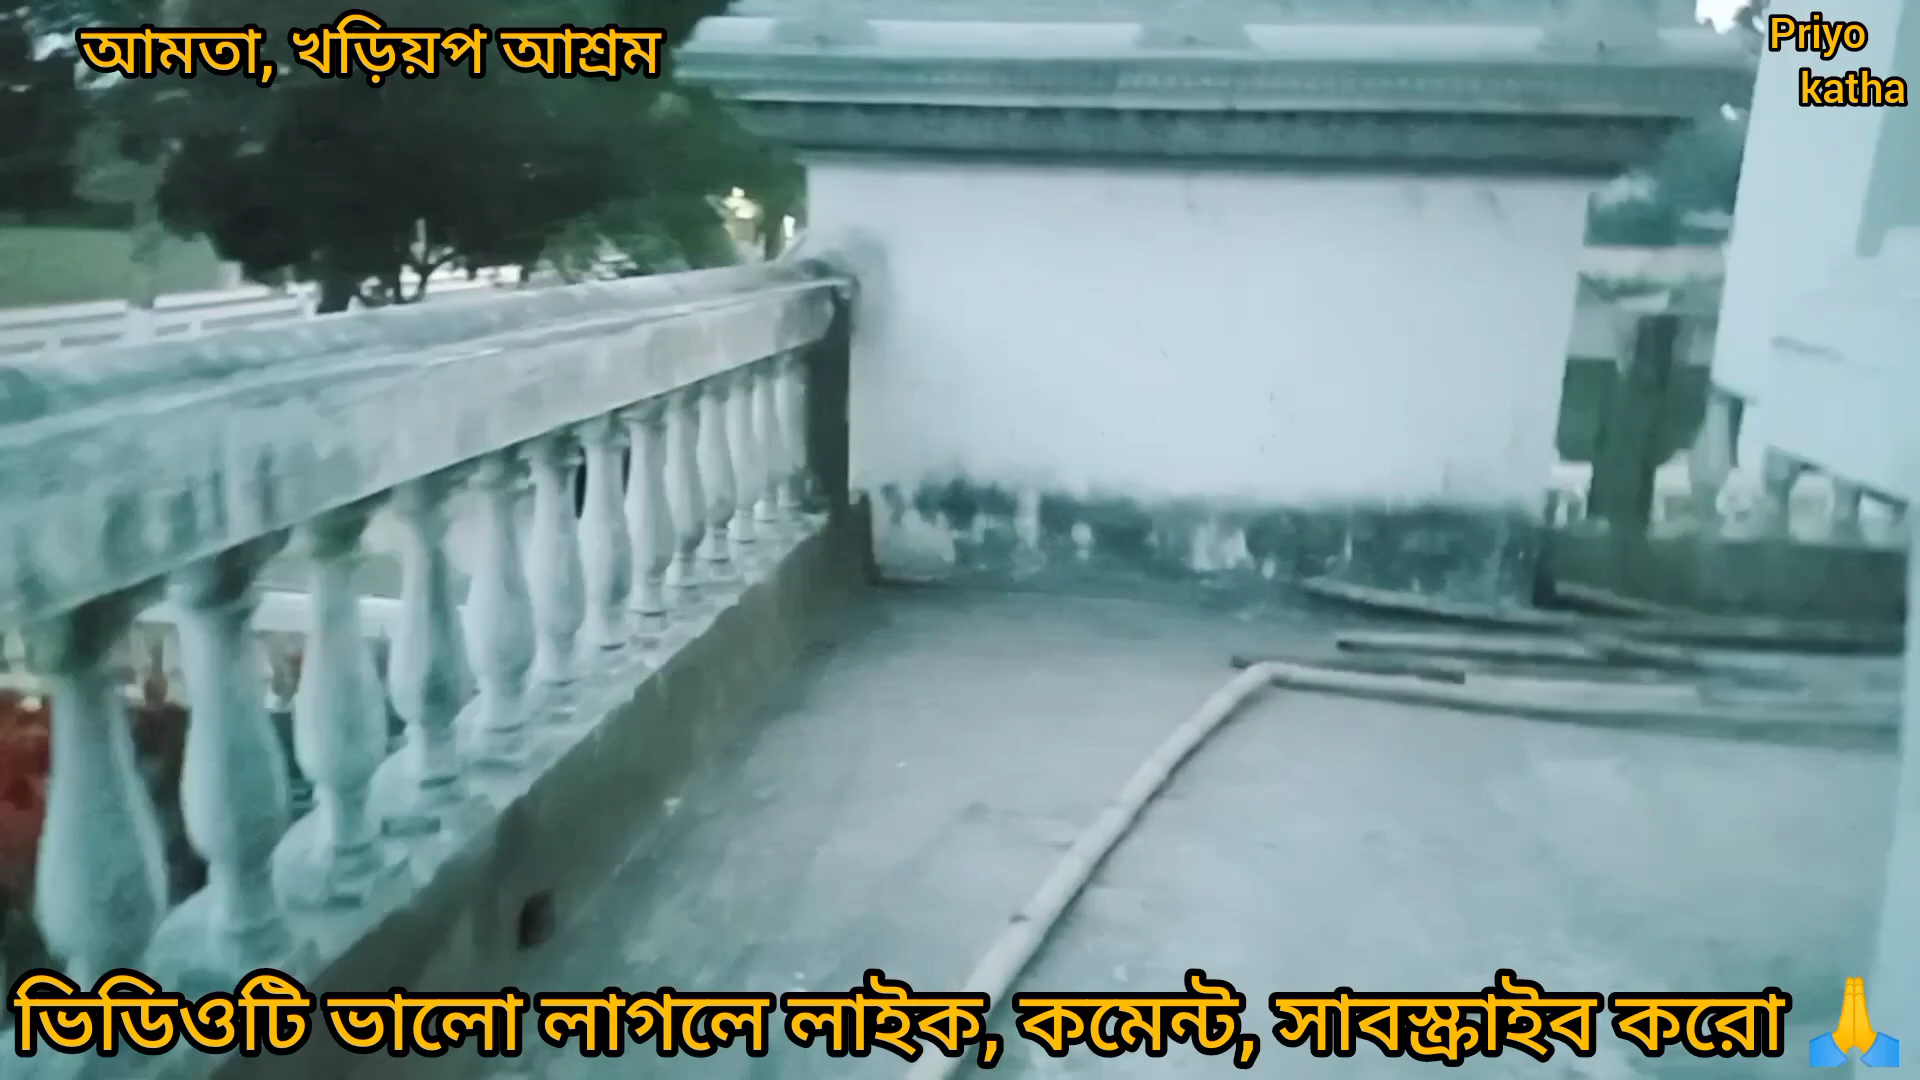 আমতা, খড়িয়প আশ্রম
Priyo
katha
ভিডিওটি ভালো লাগলে লাইক, কমেন্ট, সাবস্ক্রাইব করো 🙏